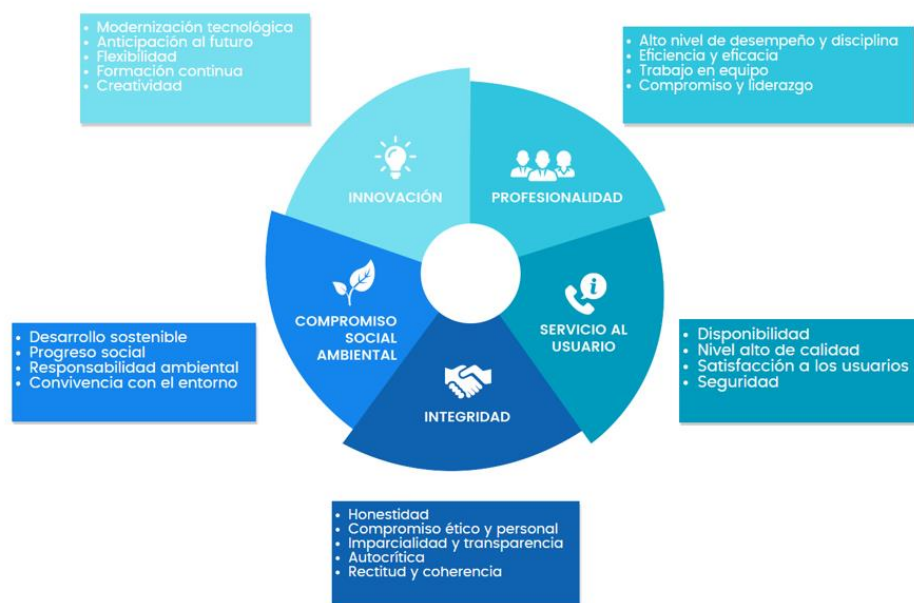 • Modernización tecnológica
• Anticipación al futuro
• Flexibilidad
• Formación continua
• Creatividad
• Alto nivel de desempeño y disciplina
• Eficiencia y eficacia
• Trabajo en equipo
• Compromiso y liderazgo
INNOVACIÓN
PROFESIONALIDAD
COMPROMISO
SOCIAL
AMBIENTAL
SERVICIO AL
USUARIO
INTEGRIDAD
• Desarrollo sostenible
• Progreso social
• Responsabilidad ambiental
• Convivencia con el entorno
• Disponibilidad
• Nivel alto de calidad
• Satisfacción a los usuarios
• Seguridad
• Honestidad
• Compromiso ético y personal
• Imparcialidad y transparencia
• Autocrítica
• Rectitud y coherencia